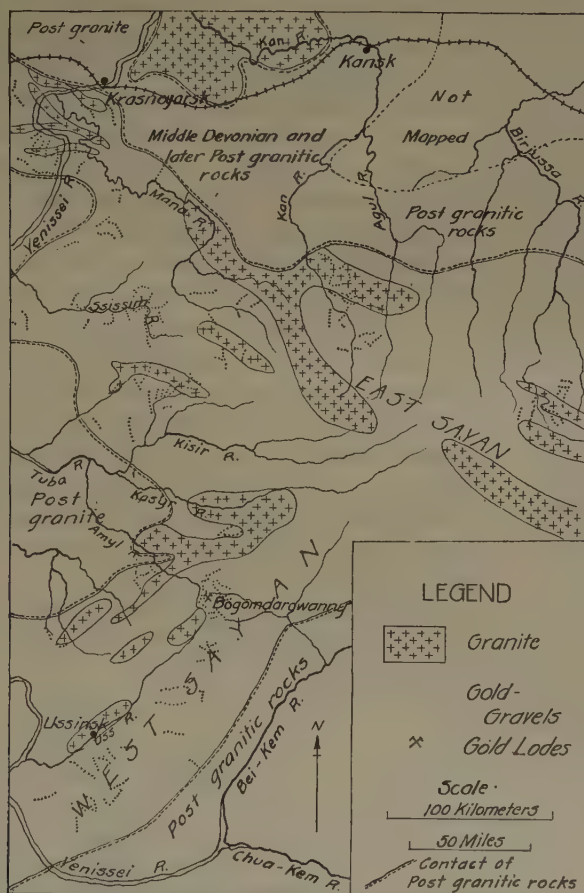 Post granite
Kan R.
Kansk
Krasnojarsk
Not
Mapped
Middle Devonian and
later Post granitic
rocks
Birjussa
R.
Yenissei R.
Mana R.
Kan R.
Agul R.
Post granitic
rocks
Ssissim
R.
EAST
SAYAN
Kisir R.
Tuba R.
Post
granite
Amyl
R.
Bogomdarowanny
WEST SAYAN
Ussinsk
Uss R.
Post granitic rocks
Bei-Kem R.
N
Yenissei R.
Chua-Kem R.
LEGEND
Granite
Gold-
Gravels
Gold Lodes
Scale
100 Kilometers
50 Miles
Contact of
Post granitic rocks